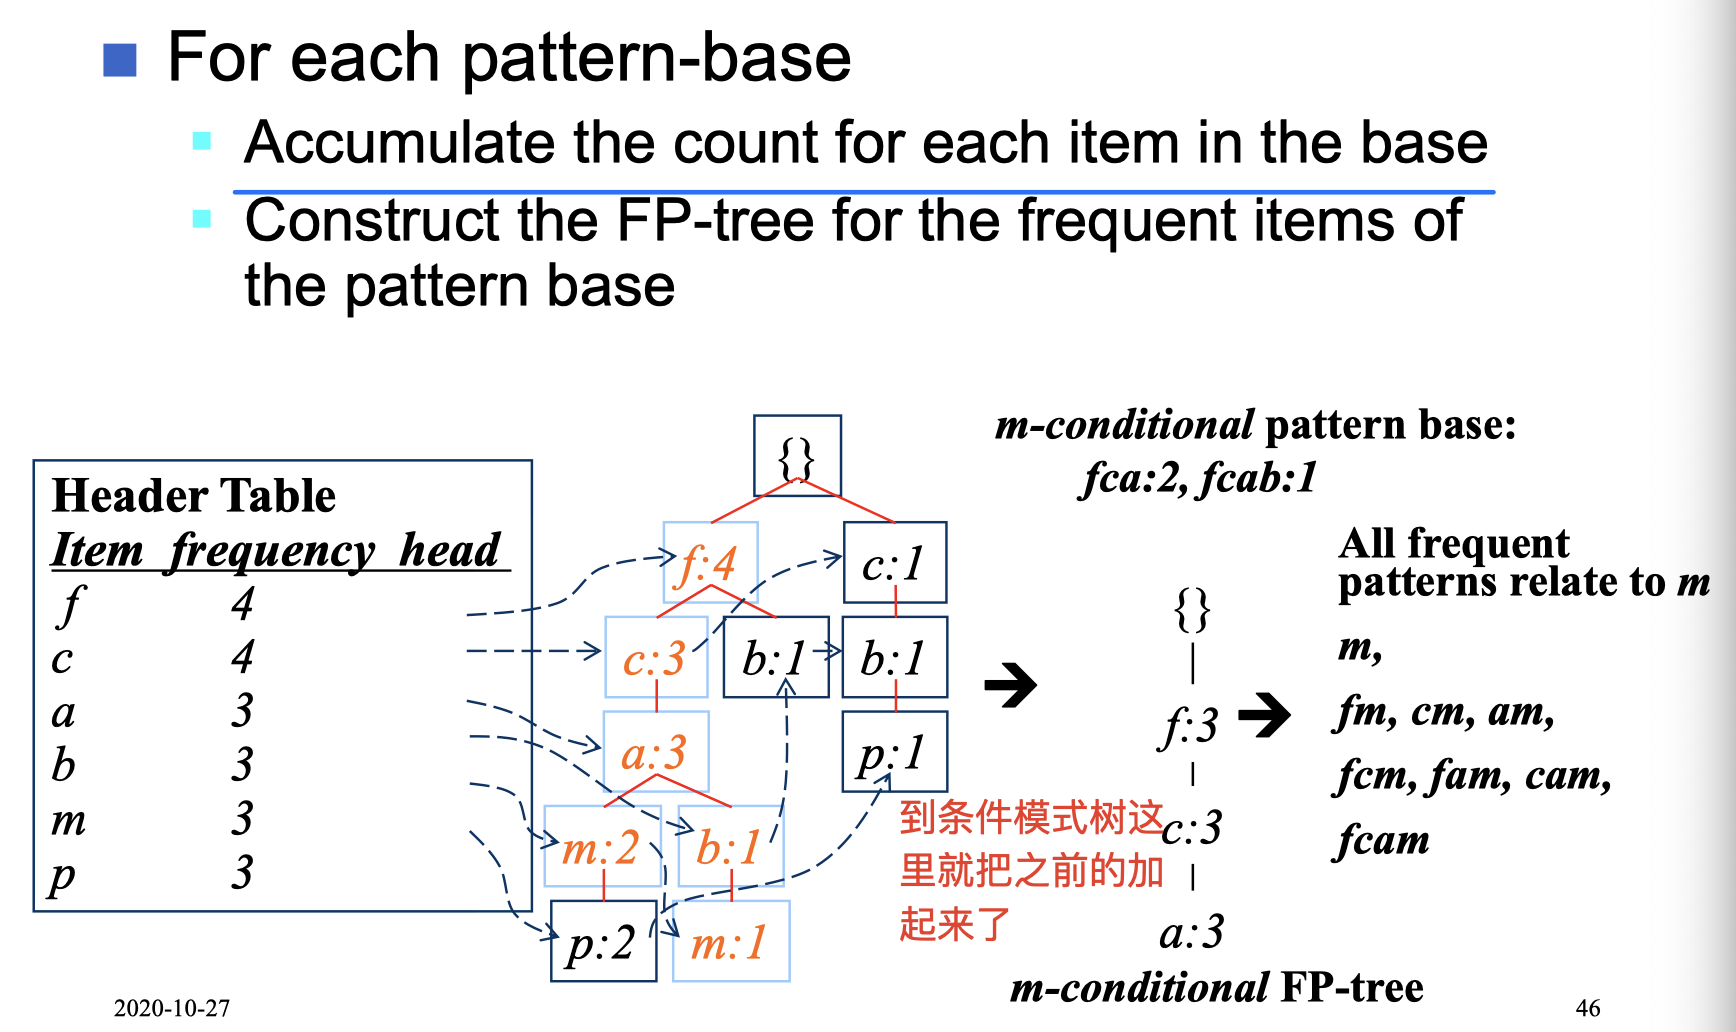 For each pattern-base
Accumulate the count for each item in the base
Construct the FP-tree for the frequent items of
the pattern base
Header Table
Item frequency head
f 4
c 4
a 3
b 3
m 3
p 3
{}
f:4
c:1
c:3
b:1
b:1
a:3
p:1
m:2
b:1
p:2
m:1
m-conditional pattern base:
fca:2, fcab:1
{}
f:3
c:3
a:3
m-conditional FP-tree
到条件模式树这
里就把之前的加
起来了
All frequent
patterns relate to m
m,
fm, cm, am,
fcm, fam, cam,
fcam
2020-10-27
46